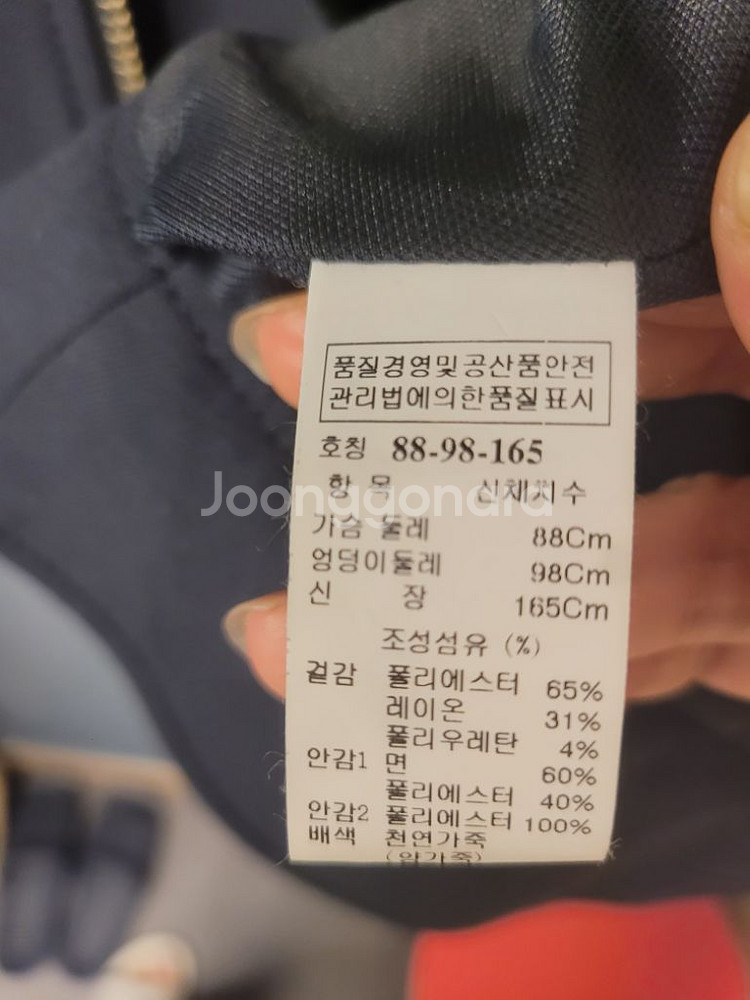 품질경영및공산품안전
관리법에의한품질표시
호칭 88-98-165
항 목 신체치수
Joonggonara
가슴 둘레 88Cm
엉덩이둘레 98Cm
신 장 165Cm
조성섬유 (%)
겉감 폴리에스터 65%
레이온 31%
폴리우레탄 4%
안감1 면 60%
폴리에스터 40%
안감2 폴리에스터 100%
배색 천연가죽